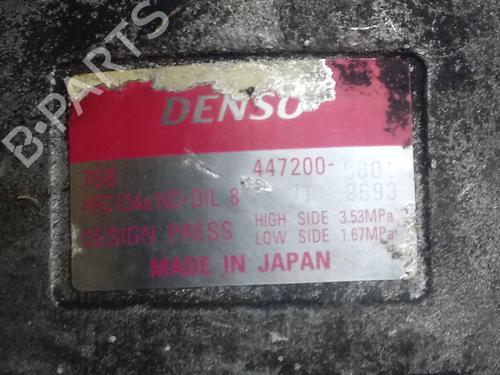 B-PARTS
DENSO
447200-
HFC134a ND-OIL 8
DESIGN PRESS HIGH SIDE 3.53MPa
LOW SIDE 1.67MPa
MADE IN JAPAN